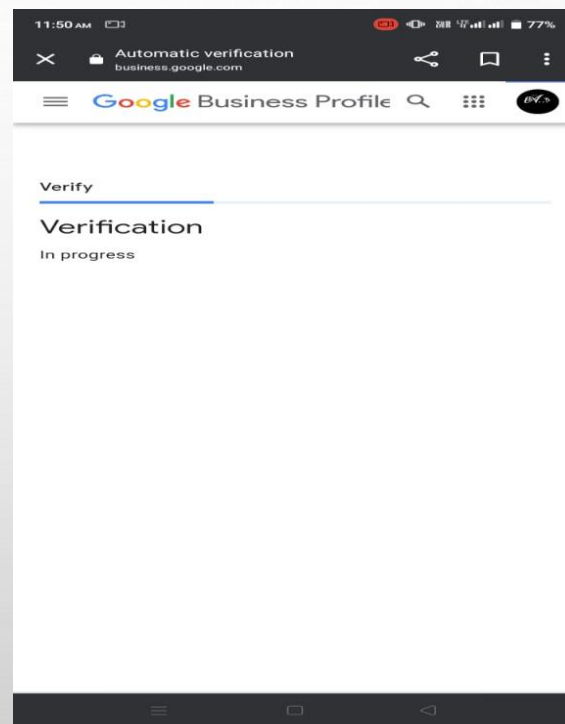 11:50 AM
77%
Automatic verification
business.google.com
Google Business Profile
Verify
Verification
In progress